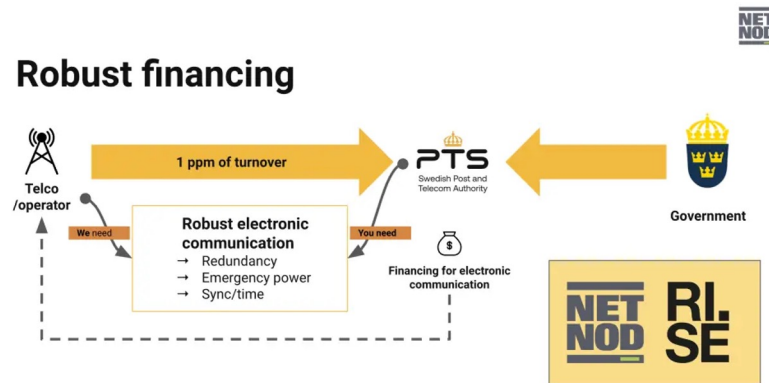 NET
NOD
Robust financing
1 ppm of turnover
PTS
Swedish Post and
Telecom Authority
Telco
/operator
Government
We need
You need
Robust electronic
communication
→ Redundancy
→ Emergency power
→ Sync/time
$
Financing for electronic
communication
NET
NOD
RI.
SE